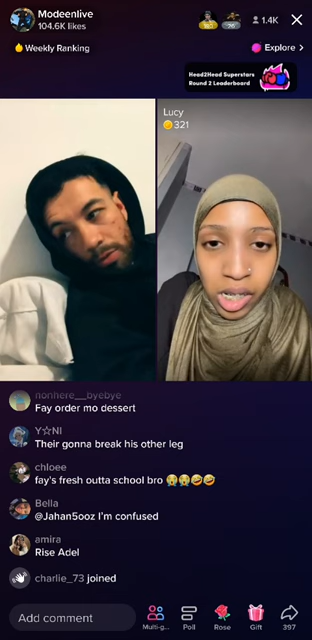 Modeenlive
104.6K likes
1.4K
Weekly Ranking
Explore >
Head2Head Superstars
Round 2 Leaderboard
Lucy
321
nonhere__byebye
Fay order mo dessert
Y☆NI
Their gonna break his other leg
chloee
fay's fresh outta school bro 😭😭🤣🤣
Bella
@Jahan5ooz I'm confused
amira
Rise Adel
charlie_73 joined
Add comment
Multi-g...
Poll
Rose
Gift
397